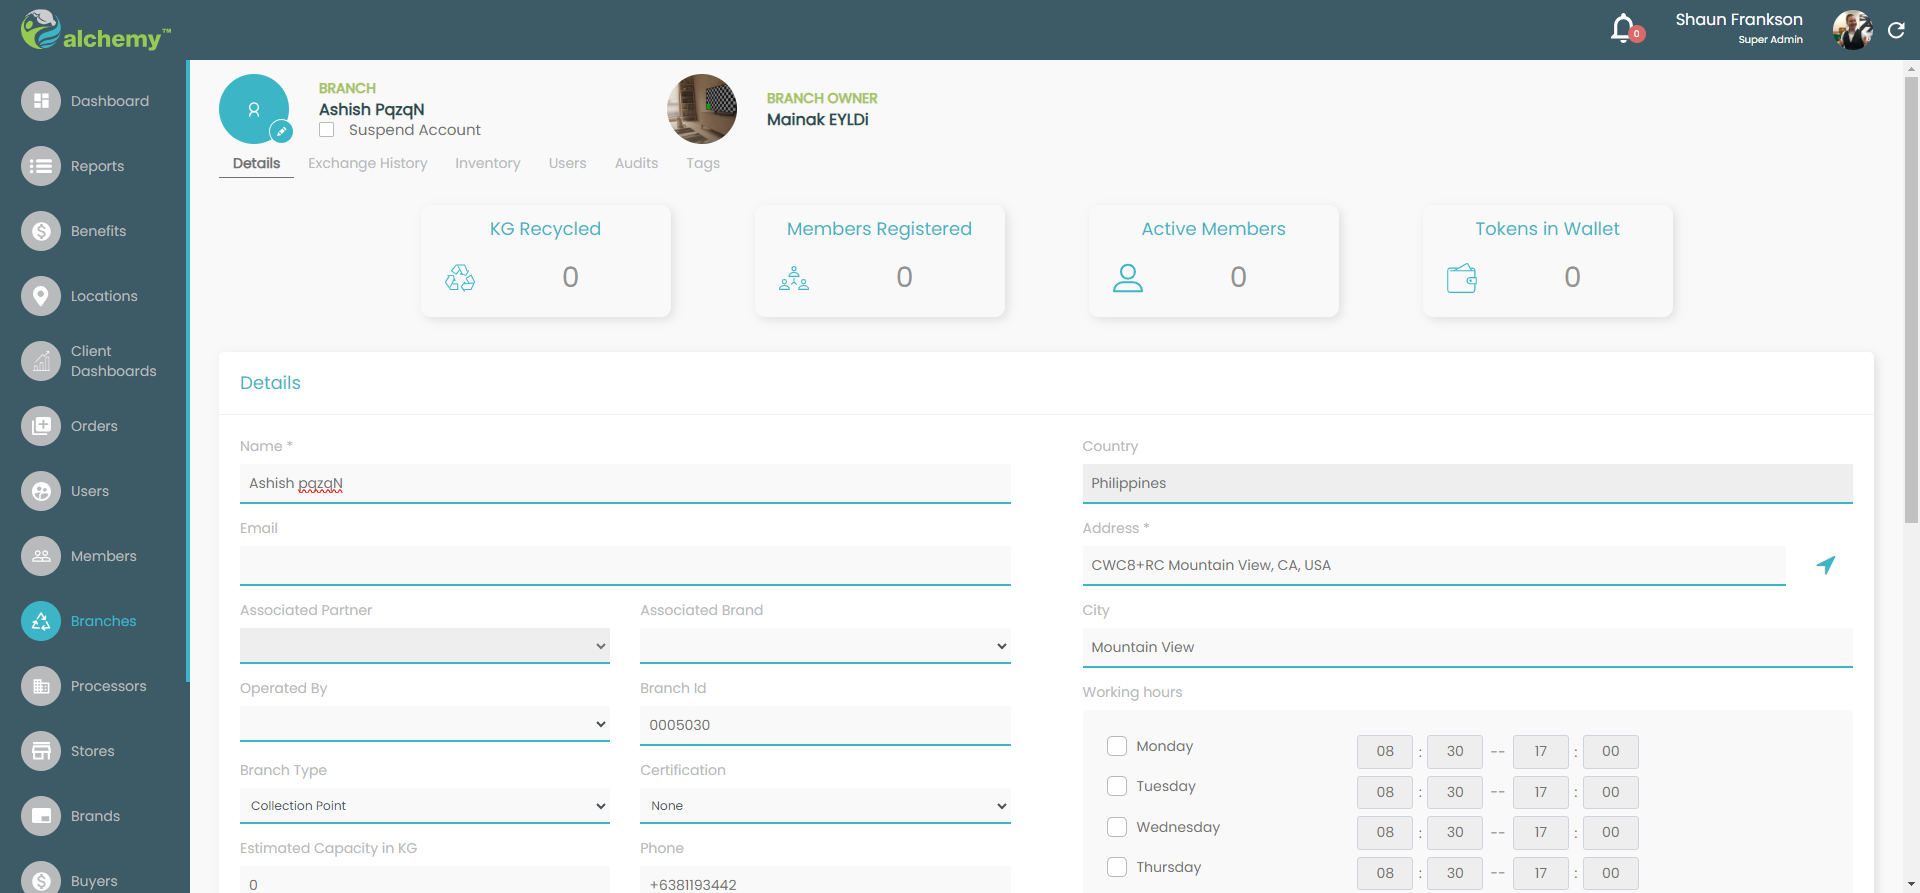 alchemy™
0
Shaun Frankson
Super Admin
Dashboard
Reports
Benefits
Locations
Client
Dashboards
Orders
Users
Members
Branches
Processors
Stores
Brands
Buyers
BRANCH
Ashish PqzqN
Suspend Account
BRANCH OWNER
Mainak EYLDi
Details Exchange History Inventory Users Audits Tags
KG Recycled
0
Members Registered
0
Active Members
0
Tokens in Wallet
0
Details
Name *
Ashish pqzqN
Email
Associated Partner Associated Brand
Operated By Branch Id
0005030
Branch Type Certification
Collection Point None
Estimated Capacity in KG Phone
0 +6381193442
Country
Philippines
Address *
CWC8+RC Mountain View, CA, USA
City
Mountain View
Working hours
Monday 08 : 30 -- 17 : 00
Tuesday 08 : 30 -- 17 : 00
Wednesday 08 : 30 -- 17 : 00
Thursday 08 : 30 -- 17 : 00